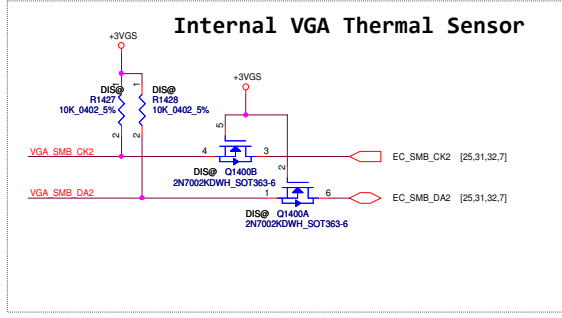 Internal VGA Thermal Sensor
+3VGS
1
1
DIS@
R1427
10K_0402_5%
DIS@
R1428
10K_0402_5%
2
2
+3VGS
5
VGA_SMB_CK2
4
3
EC_SMB_CK2 [25,31,32,7]
DIS@ Q1400B
2N7002KDWH_SOT363-6
2
VGA_SMB_DA2
1
6
EC_SMB_DA2 [25,31,32,7]
DIS@ Q1400A
2N7002KDWH_SOT363-6